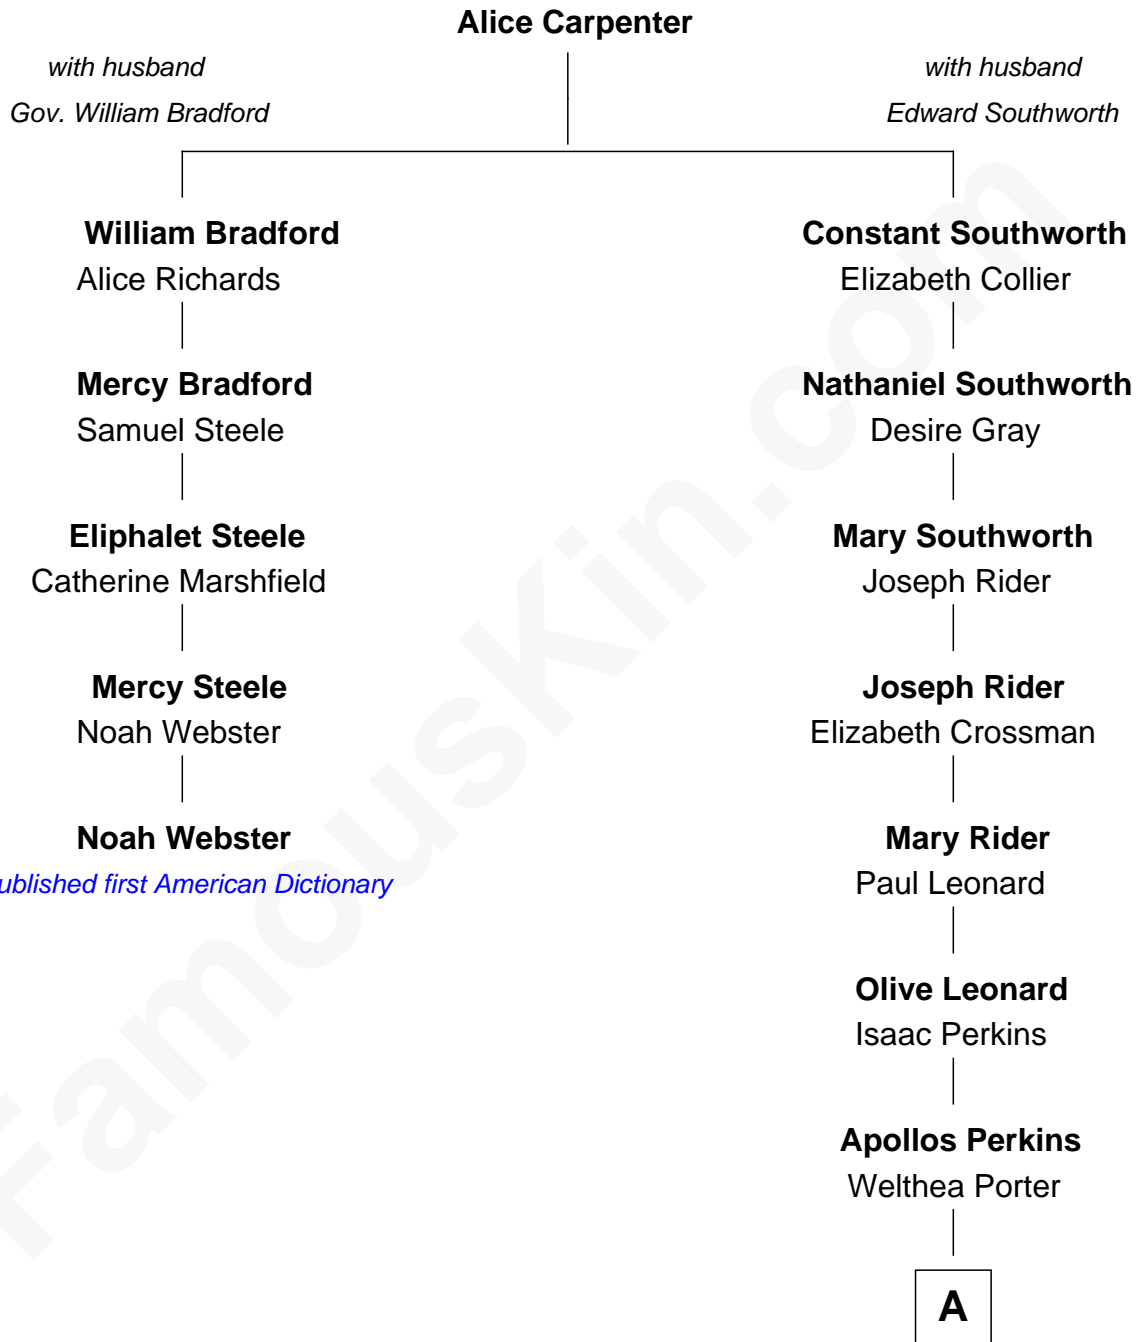 Alice Carpenter
with husband
Gov. William Bradford
with husband
Edward Southworth
William Bradford
Alice Richards
Mercy Bradford
Samuel Steele
Eliphalet Steele
Catherine Marshfield
Mercy Steele
Noah Webster
Noah Webster
ublished first American Dictionary
Constant Southworth
Elizabeth Collier
Nathaniel Southworth
Desire Gray
Mary Southworth
Joseph Rider
Joseph Rider
Elizabeth Crossman
Mary Rider
Paul Leonard
Olive Leonard
Isaac Perkins
Apollos Perkins
Welthea Porter
A
FamousKin.com